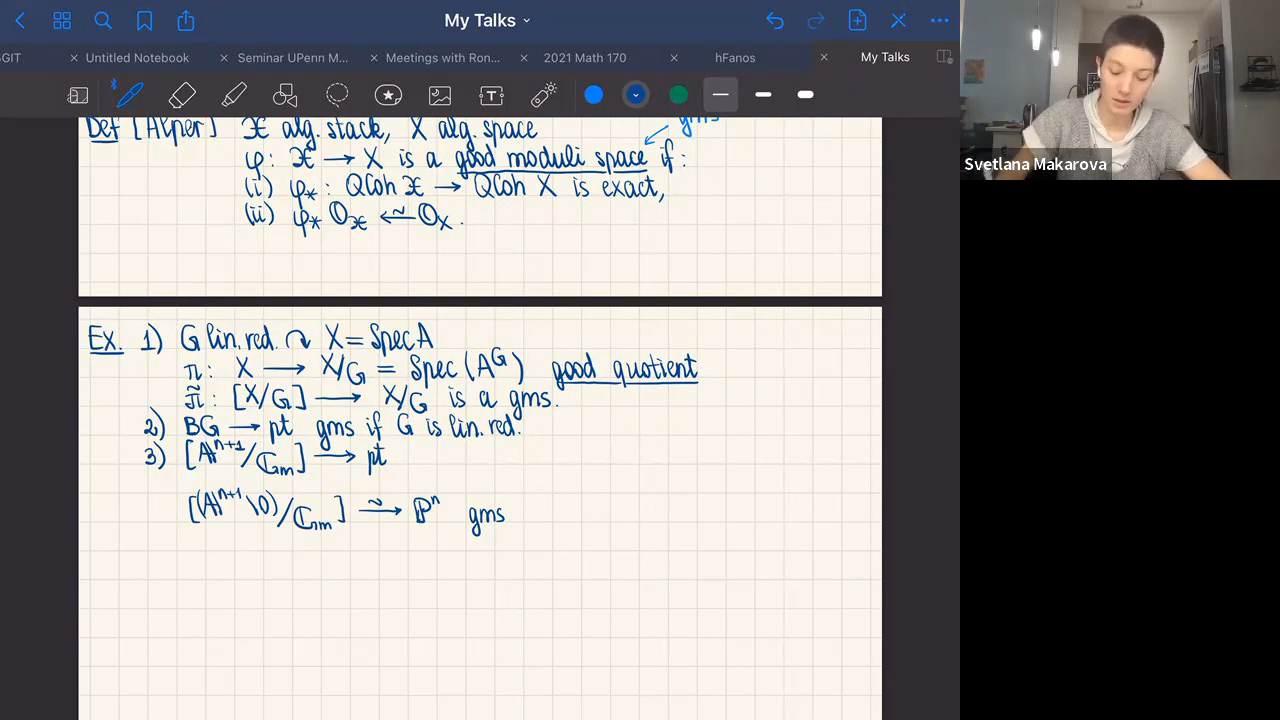 My Talks
GIT
Untitled Notebook
Seminar UPenn M...
Meetings with Ron...
2021 Math 170
hFanos
My Talks
Def [Alper] 𝒳 alg. stack, X alg. space
gms
φ: 𝒳 → X is a good moduli space if:
(i) φ_* : QCoh 𝒳 → QCoh X is exact,
(ii) φ_* 𝒪_𝒳 ⥲ 𝒪_X .
Ex. 1) G lin. red. ↷ X = Spec A
π: X ⟶ X/G = Spec (A^G) good quotient
π̃: [X/G] ⟶ X/G is a gms.
2) BG → pt gms if G is lin. red.
3) [𝔸^{n+1}/𝔾_m] ⟶ pt
[(𝔸^{n+1} \ 0)/𝔾_m] ⥲ ℙ^n gms
Svetlana Makarova